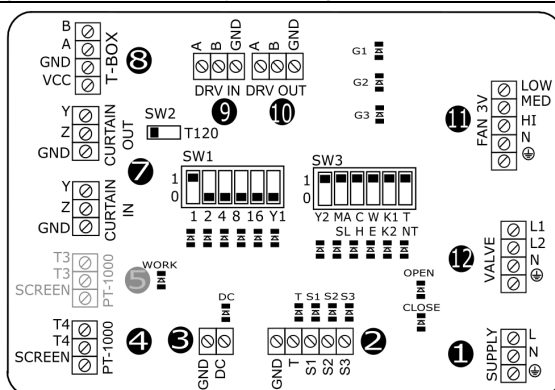 B
A
GND
VCC
T-BOX
8
A
B
GND
A
B
GND
DRV IN
DRV OUT
9
10
G1
G2
G3
LOW
MED
HI
N
FAN 3V
11
Y
Z
GND
CURTAIN
OUT
7
SW2
T120
SW1
1
0
1 2 4 8 16 Y1
SW3
1
0
Y2 MA C W K1 T
SL H E K2 NT
Y
Z
GND
CURTAIN
IN
L1
L2
N
VALVE
12
T3
T3
SCREEN
PT-1000
5
WORK
OPEN
CLOSE
T4
T4
SCREEN
PT-1000
4
3
DC
GND
DC
T S1 S2 S3
GND
T
S1
S2
S3
2
1
SUPPLY
L
N